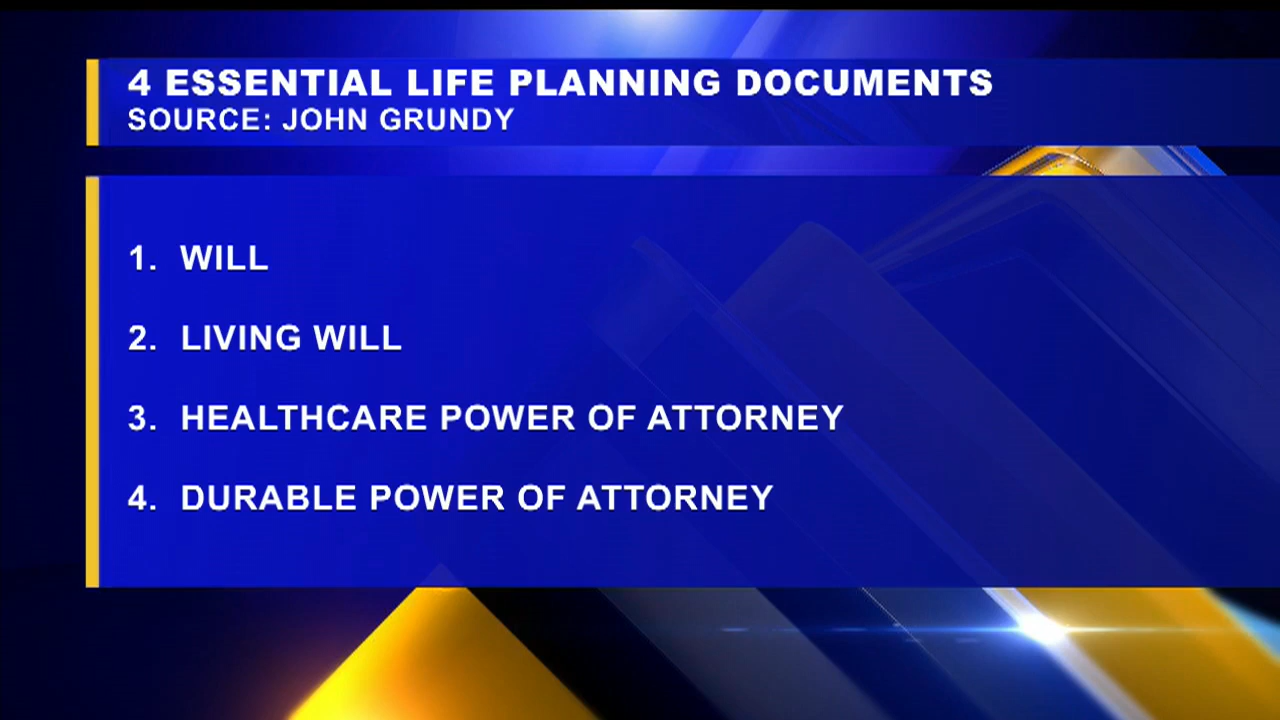 4 ESSENTIAL LIFE PLANNING DOCUMENTS
SOURCE: JOHN GRUNDY
1. WILL
2. LIVING WILL
3. HEALTHCARE POWER OF ATTORNEY
4. DURABLE POWER OF ATTORNEY